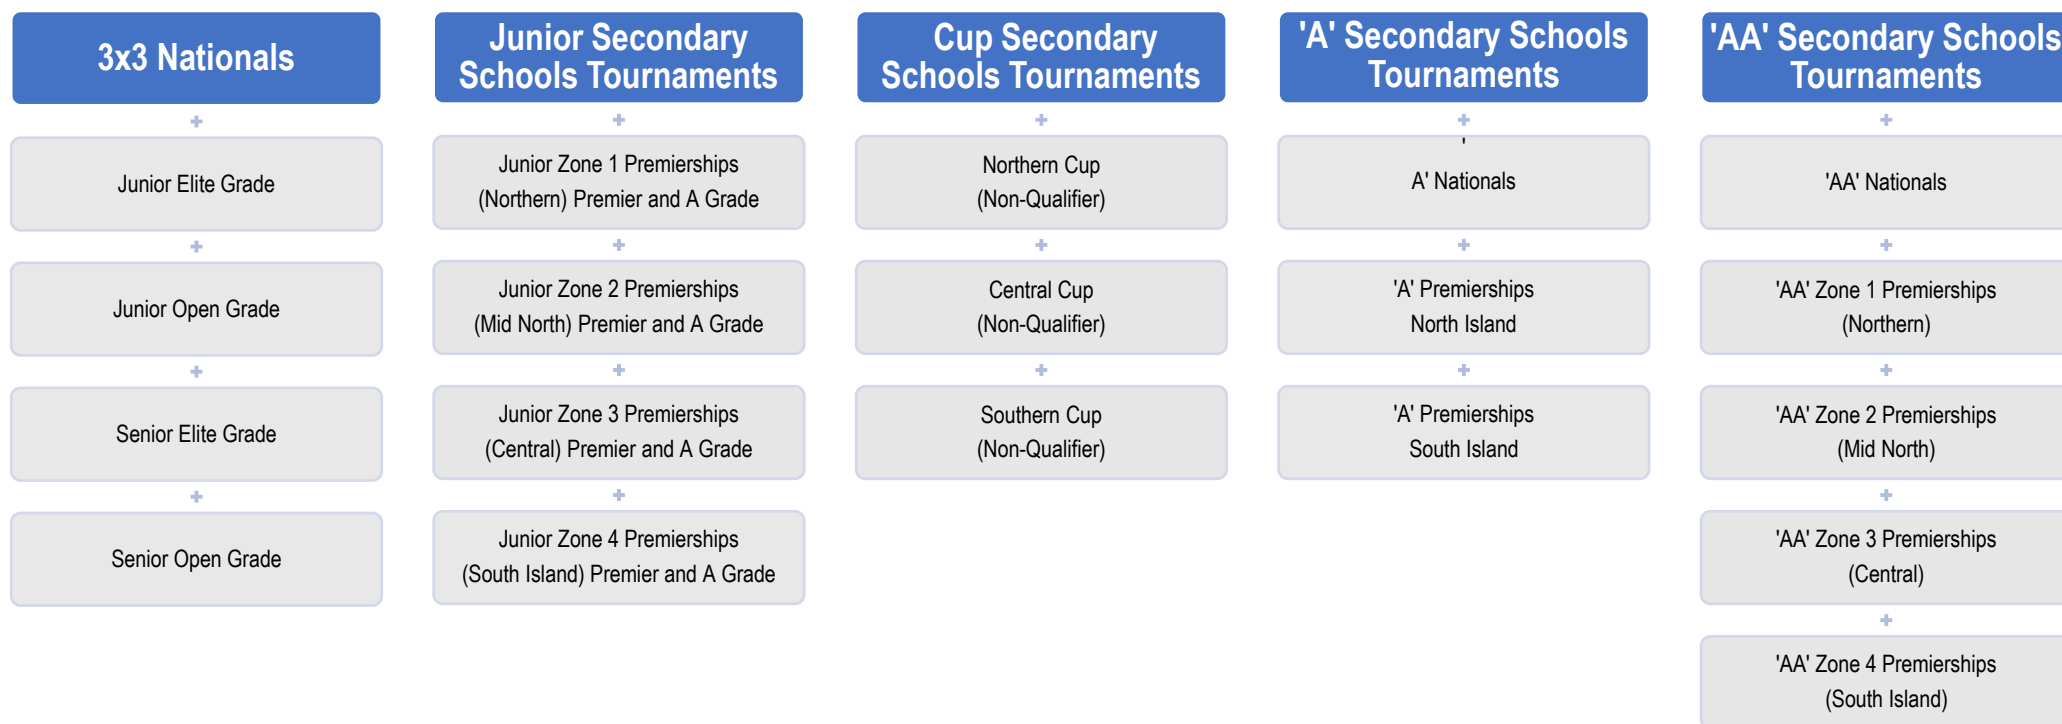 3x3 Nationals
Junior Elite Grade
Junior Open Grade
Senior Elite Grade
Senior Open Grade
Junior Secondary
Schools Tournaments
Junior Zone 1 Premierships
(Northern) Premier and A Grade
Junior Zone 2 Premierships
(Mid North) Premier and A Grade
Junior Zone 3 Premierships
(Central) Premier and A Grade
Junior Zone 4 Premierships
(South Island) Premier and A Grade
Cup Secondary
Schools Tournaments
Northern Cup
(Non-Qualifier)
Central Cup
(Non-Qualifier)
Southern Cup
(Non-Qualifier)
'A' Secondary Schools
Tournaments
'
A' Nationals
'A' Premierships
North Island
'A' Premierships
South Island
'AA' Secondary Schools
Tournaments
'AA' Nationals
'AA' Zone 1 Premierships
(Northern)
'AA' Zone 2 Premierships
(Mid North)
'AA' Zone 3 Premierships
(Central)
'AA' Zone 4 Premierships
(South Island)